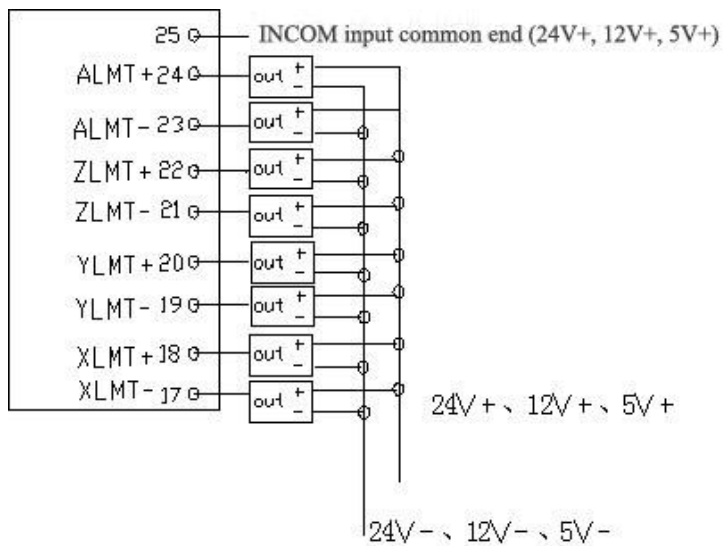 25 INCOM input common end (24V+, 12V+, 5V+)
ALMT+ 24 out + -
ALMT- 23 out + -
ZLMT+ 22 out + -
ZLMT- 21 out + -
YLMT+ 20 out + -
YLMT- 19 out + -
XLMT+ 18 out + -
XLMT- 17 out + -
24V+、12V+、5V+
24V-、12V-、5V-